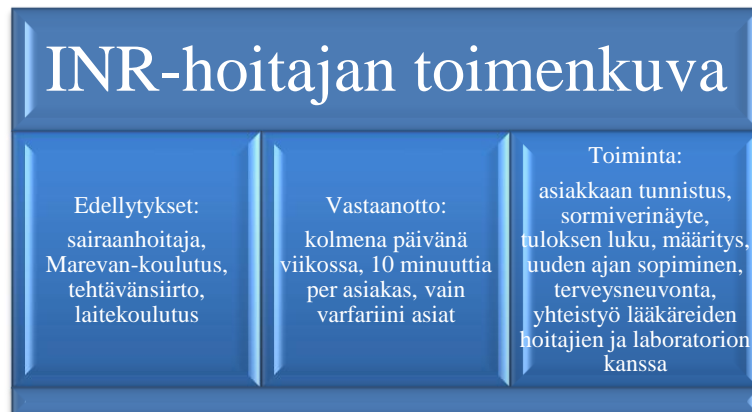 INR-hoitajan toimenkuva
Edellytykset:
sairaanhoitaja,
Marevan-koulutus,
tehtävänsiirto,
laitekoulutus
Vastaanotto:
kolmena päivänä
viikossa, 10 minuuttia
per asiakas, vain
varfariini asiat
Toiminta:
asiakkaan tunnistus,
sormiverinäyte,
tuloksen luku, määritys,
uuden ajan sopiminen,
terveysneuvonta,
yhteistyö lääkäreiden
hoitajien ja laboratorion
kanssa